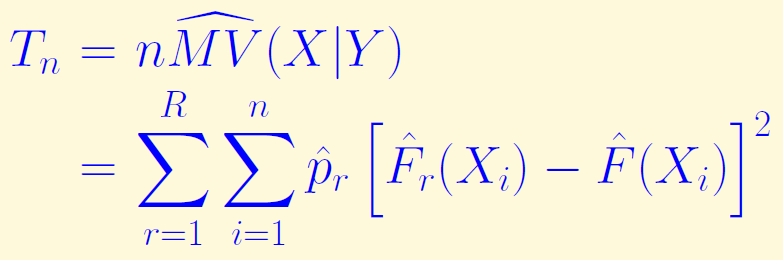 $T_n = n\widehat{MV}(X|Y)$
$= \sum_{r=1}^{R} \sum_{i=1}^{n} \hat{p}_r \left[ \hat{F}_r(X_i) - \hat{F}(X_i) \right]^2$